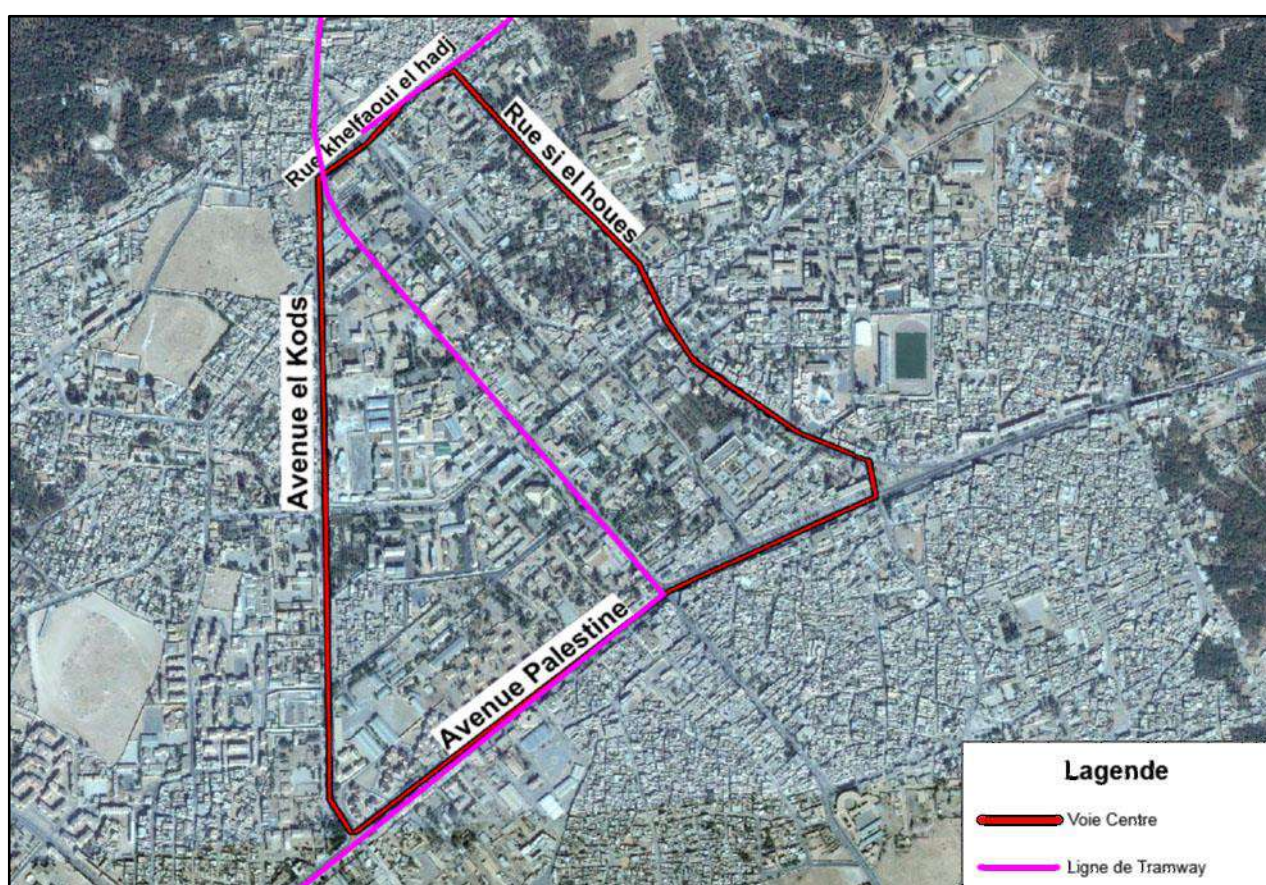 Rue khelfaoui el hadj
Rue si el houes
Avenue el Kods
Avenue Palestine
Lagende
Voie Centre
Ligne de Tramway